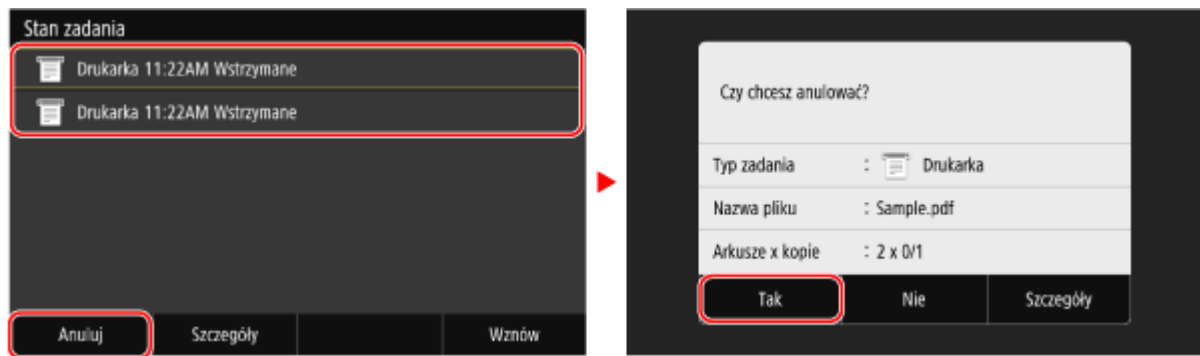 Stan zadania
Drukarka 11:22AM Wstrzymane
Drukarka 11:22AM Wstrzymane
Anuluj Szczegóły Wznów
Czy chcesz anulować?
Typ zadania : Drukarka
Nazwa pliku : Sample.pdf
Arkusze x kopie : 2 x 0/1
Tak Nie Szczegóły